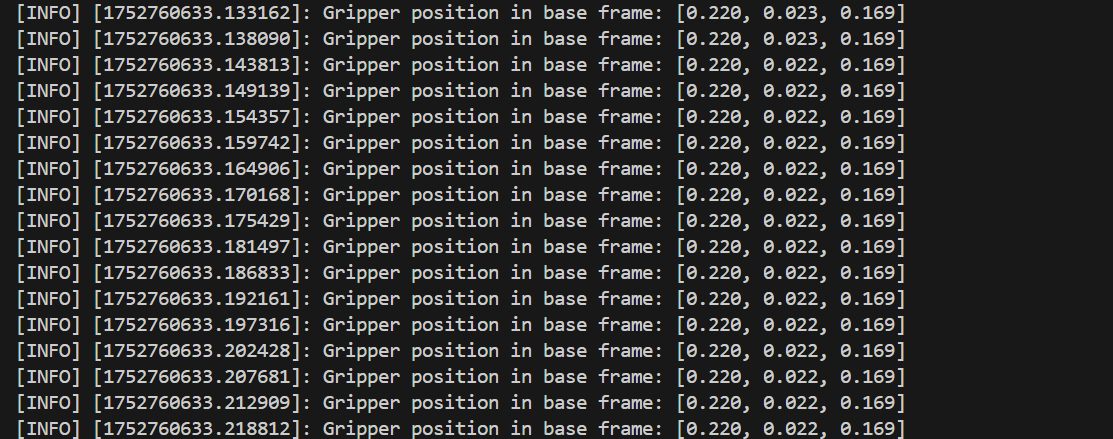 [INFO] [1752760633.133162]: Gripper position in base frame: [0.220, 0.023, 0.169]
[INFO] [1752760633.138090]: Gripper position in base frame: [0.220, 0.023, 0.169]
[INFO] [1752760633.143813]: Gripper position in base frame: [0.220, 0.022, 0.169]
[INFO] [1752760633.149139]: Gripper position in base frame: [0.220, 0.022, 0.169]
[INFO] [1752760633.154357]: Gripper position in base frame: [0.220, 0.022, 0.169]
[INFO] [1752760633.159742]: Gripper position in base frame: [0.220, 0.022, 0.169]
[INFO] [1752760633.164906]: Gripper position in base frame: [0.220, 0.022, 0.169]
[INFO] [1752760633.170168]: Gripper position in base frame: [0.220, 0.022, 0.169]
[INFO] [1752760633.175429]: Gripper position in base frame: [0.220, 0.022, 0.169]
[INFO] [1752760633.181497]: Gripper position in base frame: [0.220, 0.022, 0.169]
[INFO] [1752760633.186833]: Gripper position in base frame: [0.220, 0.022, 0.169]
[INFO] [1752760633.192161]: Gripper position in base frame: [0.220, 0.022, 0.169]
[INFO] [1752760633.197316]: Gripper position in base frame: [0.220, 0.022, 0.169]
[INFO] [1752760633.202428]: Gripper position in base frame: [0.220, 0.022, 0.169]
[INFO] [1752760633.207681]: Gripper position in base frame: [0.220, 0.022, 0.169]
[INFO] [1752760633.212909]: Gripper position in base frame: [0.220, 0.022, 0.169]
[INFO] [1752760633.218812]: Gripper position in base frame: [0.220, 0.022, 0.169]